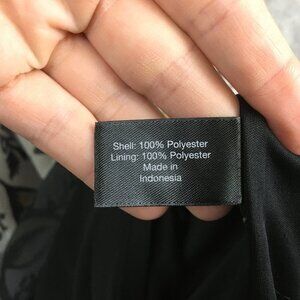 Shell: 100% Polyester
Lining: 100% Polyester
Made in
Indonesia